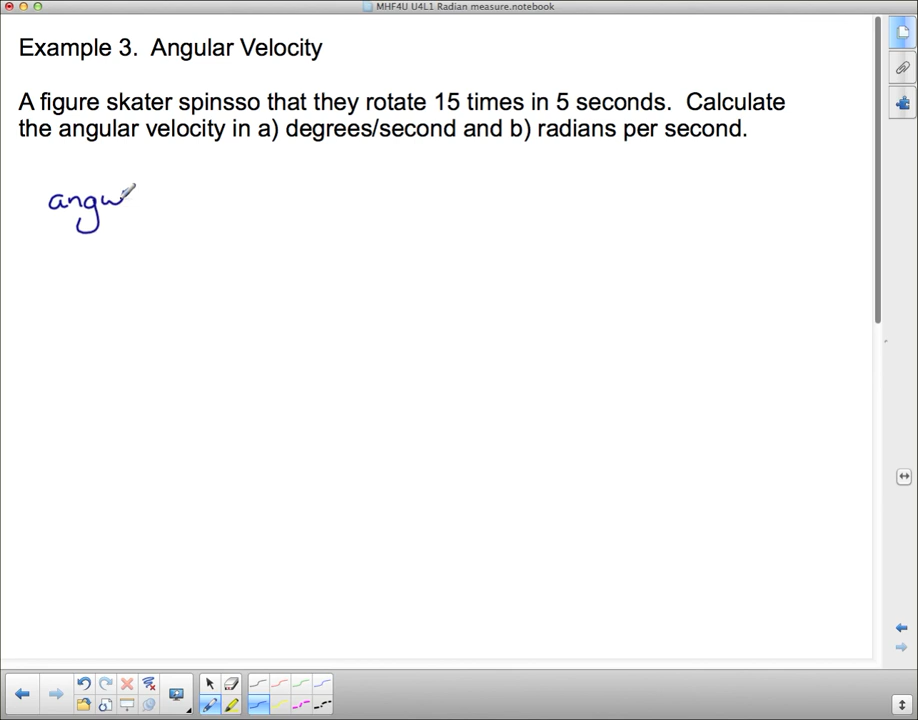 MHF4U U4L1 Radian measure.notebook
Example 3. Angular Velocity
A figure skater spinsso that they rotate 15 times in 5 seconds. Calculate
the angular velocity in a) degrees/second and b) radians per second.
angu